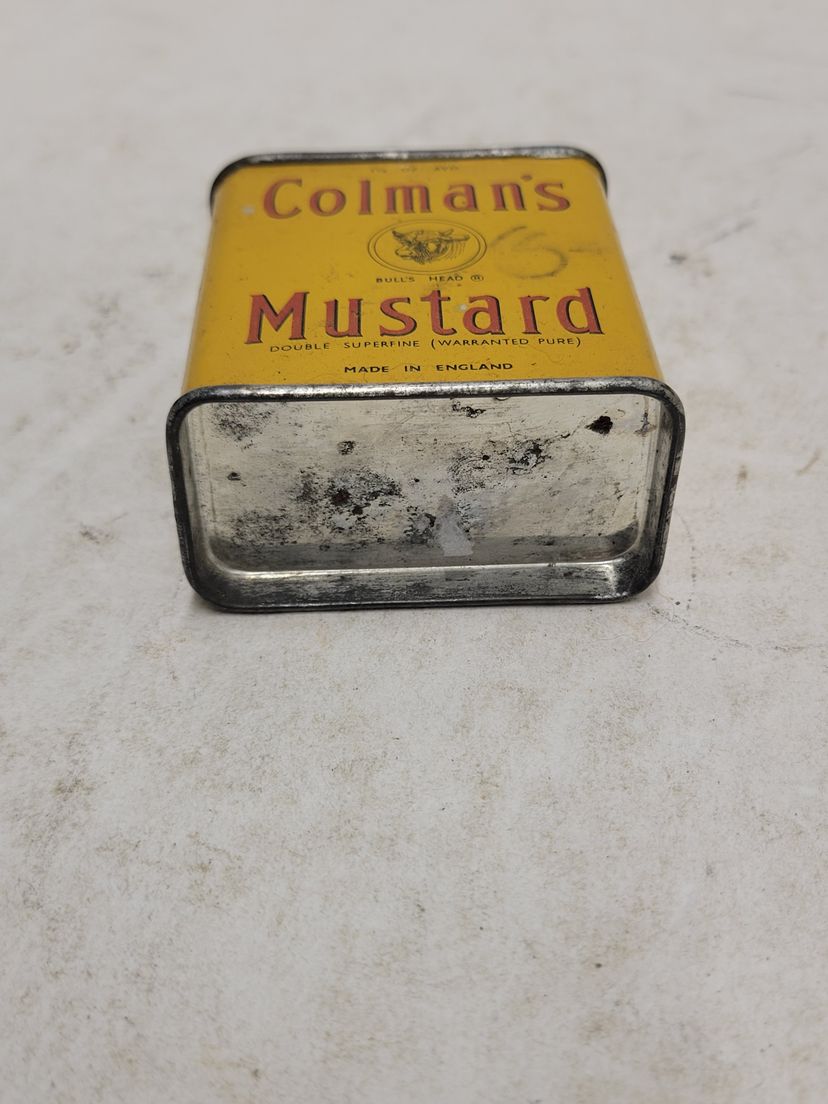 Colman's
BULL'S HEAD ®
Mustard
DOUBLE SUPERFINE (WARRANTED PURE)
MADE IN ENGLAND